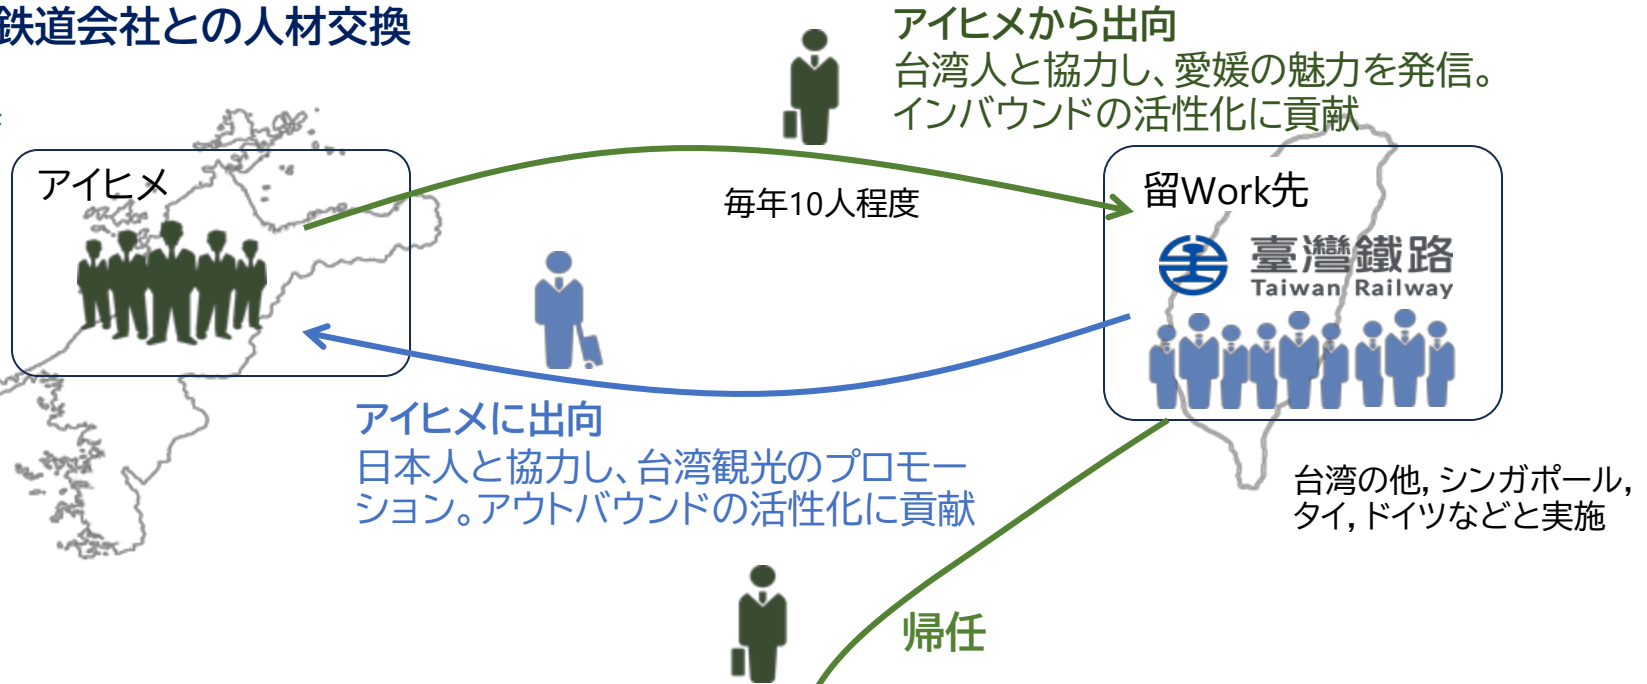 鉄道会社との人材交換
アイヒメから出向
台湾人と協力し、愛媛の魅力を発信。
インバウンドの活性化に貢献
アイヒメ
毎年10人程度
留Work先
臺灣鐵路
Taiwan Railway
アイヒメに出向
日本人と協力し、台湾観光のプロモー
ション。アウトバウンドの活性化に貢献
台湾の他, シンガポール,
タイ, ドイツなどと実施
帰任